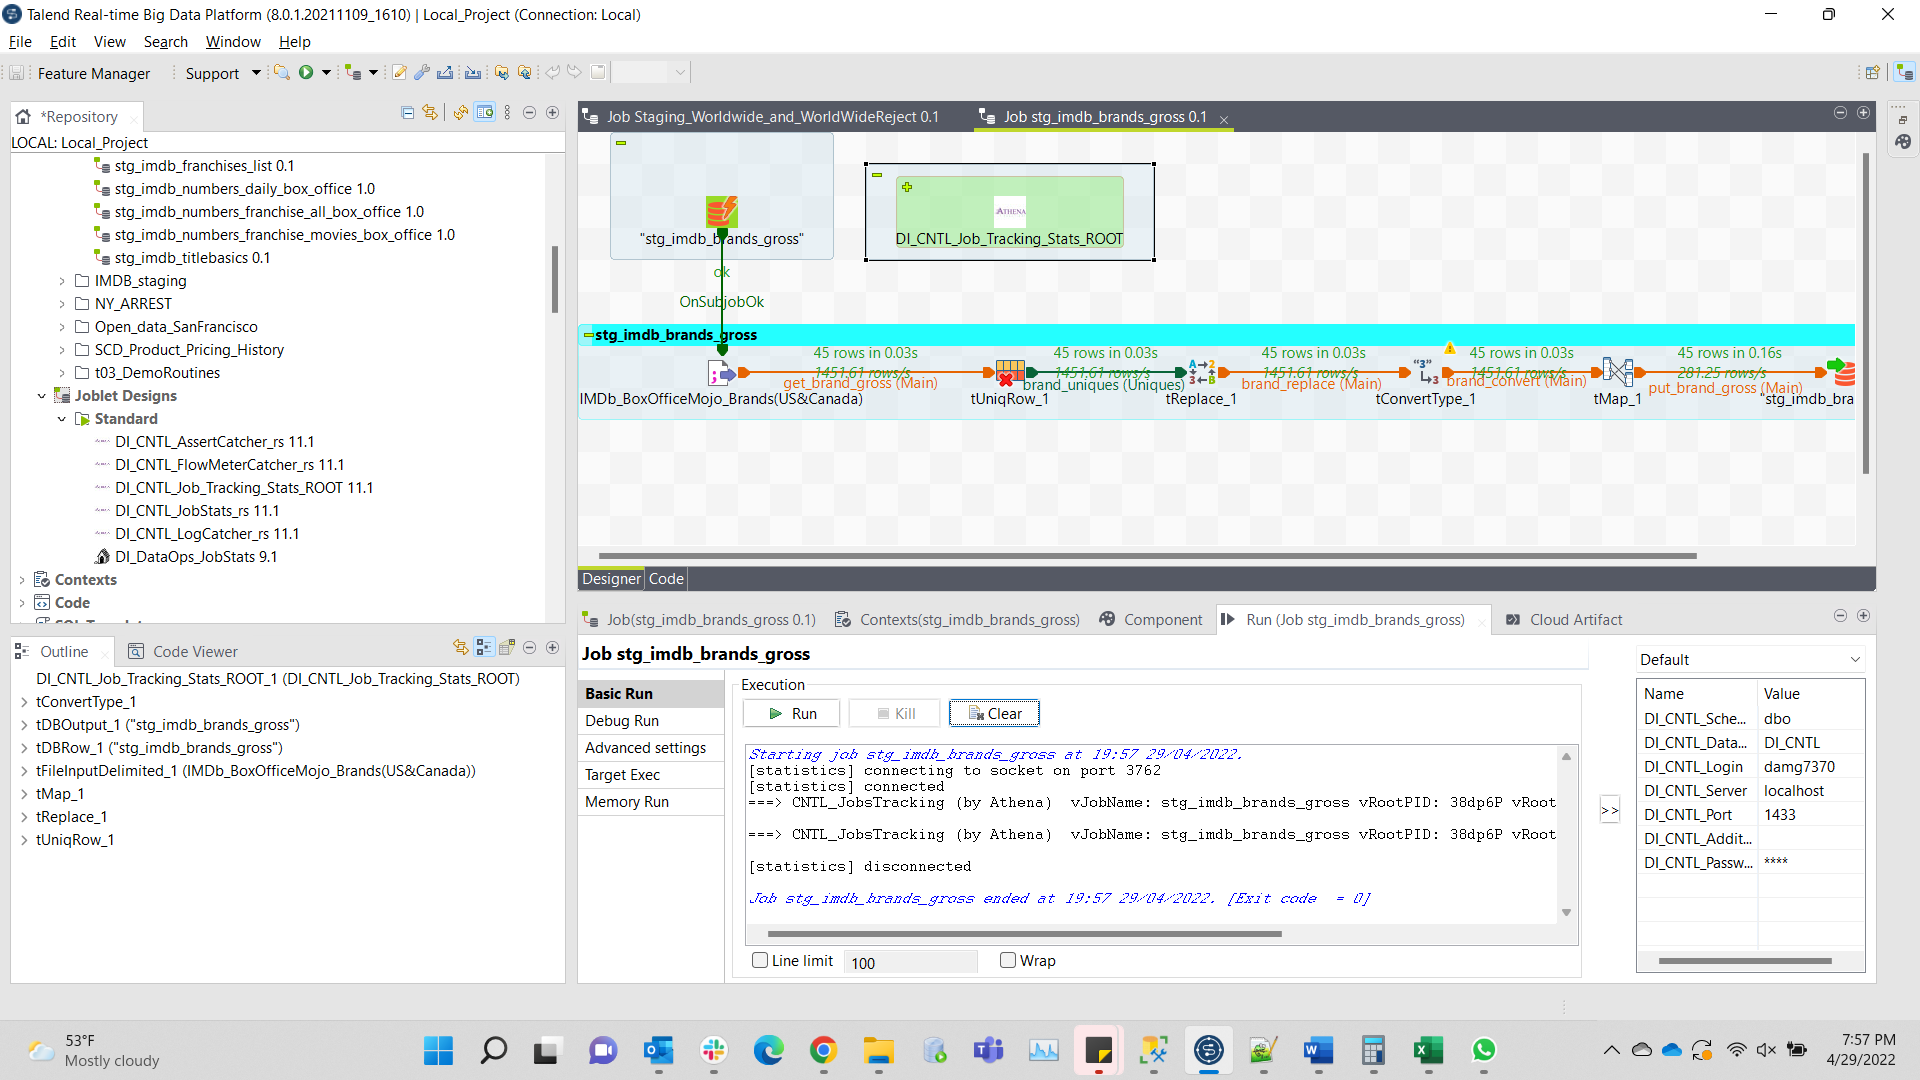 Talend Real-time Big Data Platform (8.0.1.20211109_1610) | Local_Project (Connection: Local)
File Edit View Search Window Help
Feature Manager Support
*Repository
LOCAL: Local_Project
stg_imdb_franchises_list 0.1
stg_imdb_numbers_daily_box_office 1.0
stg_imdb_numbers_franchise_all_box_office 1.0
stg_imdb_numbers_franchise_movies_box_office 1.0
stg_imdb_titlebasics 0.1
IMDB_staging
NY_ARREST
Open_data_SanFrancisco
SCD_Product_Pricing_History
t03_DemoRoutines
Joblet Designs
Standard
DI_CNTL_AssertCatcher_rs 11.1
DI_CNTL_FlowMeterCatcher_rs 11.1
DI_CNTL_Job_Tracking_Stats_ROOT 11.1
DI_CNTL_JobStats_rs 11.1
DI_CNTL_LogCatcher_rs 11.1
DI_DataOps_JobStats 9.1
Contexts
Code
Outline Code Viewer
DI_CNTL_Job_Tracking_Stats_ROOT_1 (DI_CNTL_Job_Tracking_Stats_ROOT)
tConvertType_1
tDBOutput_1 ("stg_imdb_brands_gross")
tDBRow_1 ("stg_imdb_brands_gross")
tFileInputDelimited_1 (IMDb_BoxOfficeMojo_Brands(US&Canada))
tMap_1
tReplace_1
tUniqRow_1
Job Staging_Worldwide_and_WorldWideReject 0.1 Job stg_imdb_brands_gross 0.1
ATHENA
"stg_imdb_brands_gross" DI_CNTL_Job_Tracking_Stats_ROOT
ok
OnSubjobOk
stg_imdb_brands_gross
45 rows in 0.03s 45 rows in 0.03s 45 rows in 0.03s 45 rows in 0.03s 45 rows in 0.16s
1451.61 rows/s 1451.61 rows/s 1451.61 rows/s 1451.61 rows/s 281.25 rows/s
get_brand_gross (Main) brand_uniques (Uniques) brand_replace (Main) brand_convert (Main) put_brand_gross (Main)
IMDb_BoxOfficeMojo_Brands(US&Canada) tUniqRow_1 tReplace_1 tConvertType_1 tMap_1 "stg_imdb_bra
Designer Code
Job(stg_imdb_brands_gross 0.1) Contexts(stg_imdb_brands_gross) Component Run (Job stg_imdb_brands_gross) Cloud Artifact
Job stg_imdb_brands_gross
Basic Run
Debug Run
Advanced settings
Target Exec
Memory Run
Execution
Run Kill Clear
Starting job stg_imdb_brands_gross at 19:57 29/04/2022.
[statistics] connecting to socket on port 3762
[statistics] connected
===> CNTL_JobsTracking (by Athena) vJobName: stg_imdb_brands_gross vRootPID: 38dp6P vRoot
===> CNTL_JobsTracking (by Athena) vJobName: stg_imdb_brands_gross vRootPID: 38dp6P vRoot
[statistics] disconnected
Job stg_imdb_brands_gross ended at 19:57 29/04/2022. [Exit code = 0]
Line limit 100 Wrap
>>
Default
Name Value
DI_CNTL_Sche... dbo
DI_CNTL_Data... DI_CNTL
DI_CNTL_Login damg7370
DI_CNTL_Server localhost
DI_CNTL_Port 1433
DI_CNTL_Addit...
DI_CNTL_Passw... ****
53°F
Mostly cloudy
7:57 PM
4/29/2022